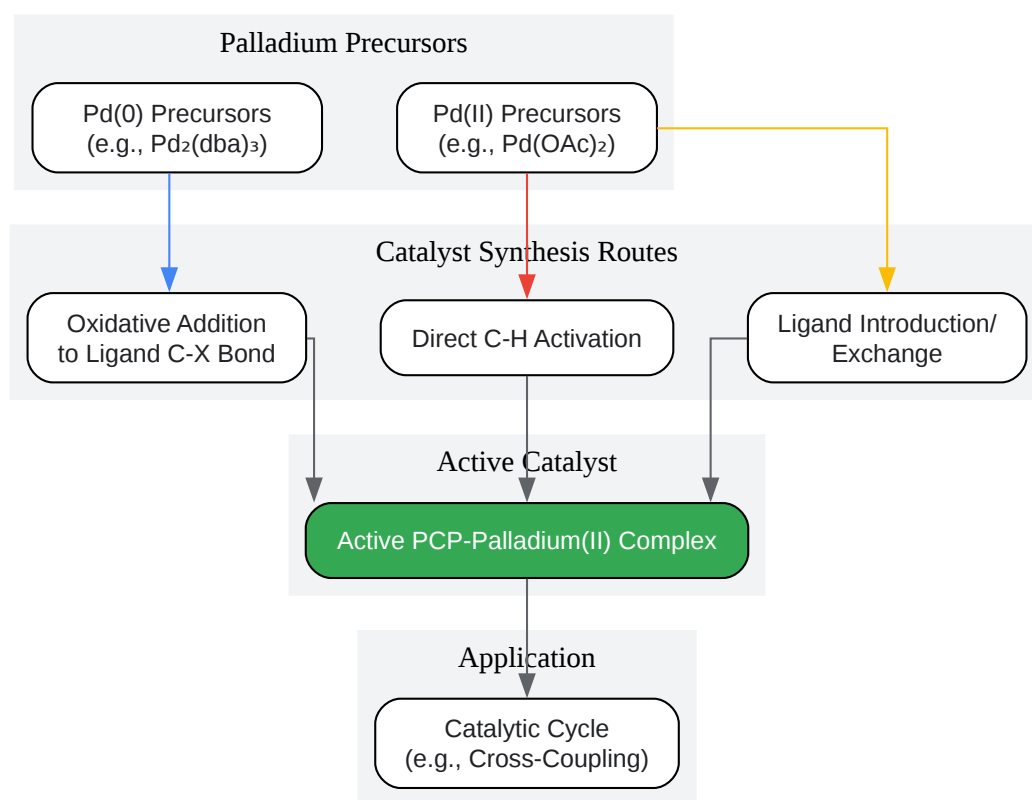 Palladium Precursors
Pd(0) Precursors
(e.g., Pd₂(dba)₃)
Pd(II) Precursors
(e.g., Pd(OAc)₂)
Catalyst Synthesis Routes
Oxidative Addition
to Ligand C-X Bond
Direct C-H Activation
Ligand Introduction/
Exchange
Active Catalyst
Active PCP-Palladium(II) Complex
Application
Catalytic Cycle
(e.g., Cross-Coupling)